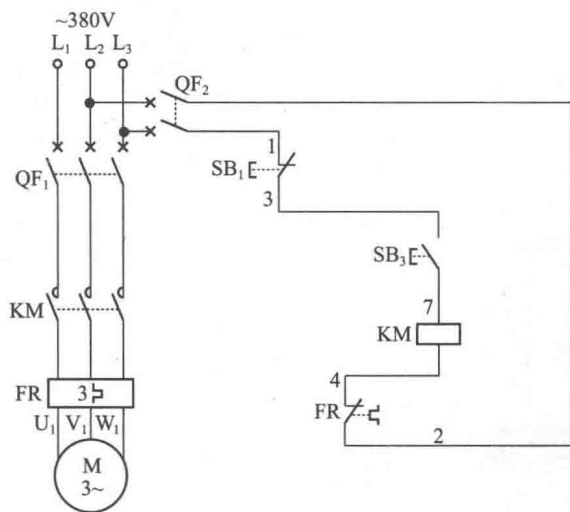 ~380V
L₁ L₂ L₃
QF₂
QF₁
1
SB₁
3
SB₃
7
KM
KM
4
FR 3
FR
2
U₁ V₁ W₁
M
3~